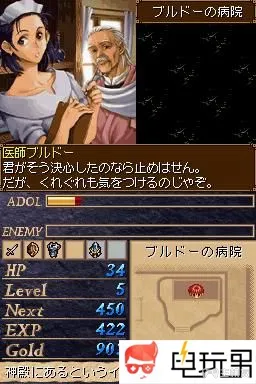 ブルドーの病院
医師ブルドー
君がそう決心したのなら止めはせん。
だが、くれぐれも気をつけるのじゃぞ。
ADOL
ENEMY
ブルドーの病院
HP 34
Level 5
Next 450
EXP 422
Gold 90
电玩男
神殿にあるというイ